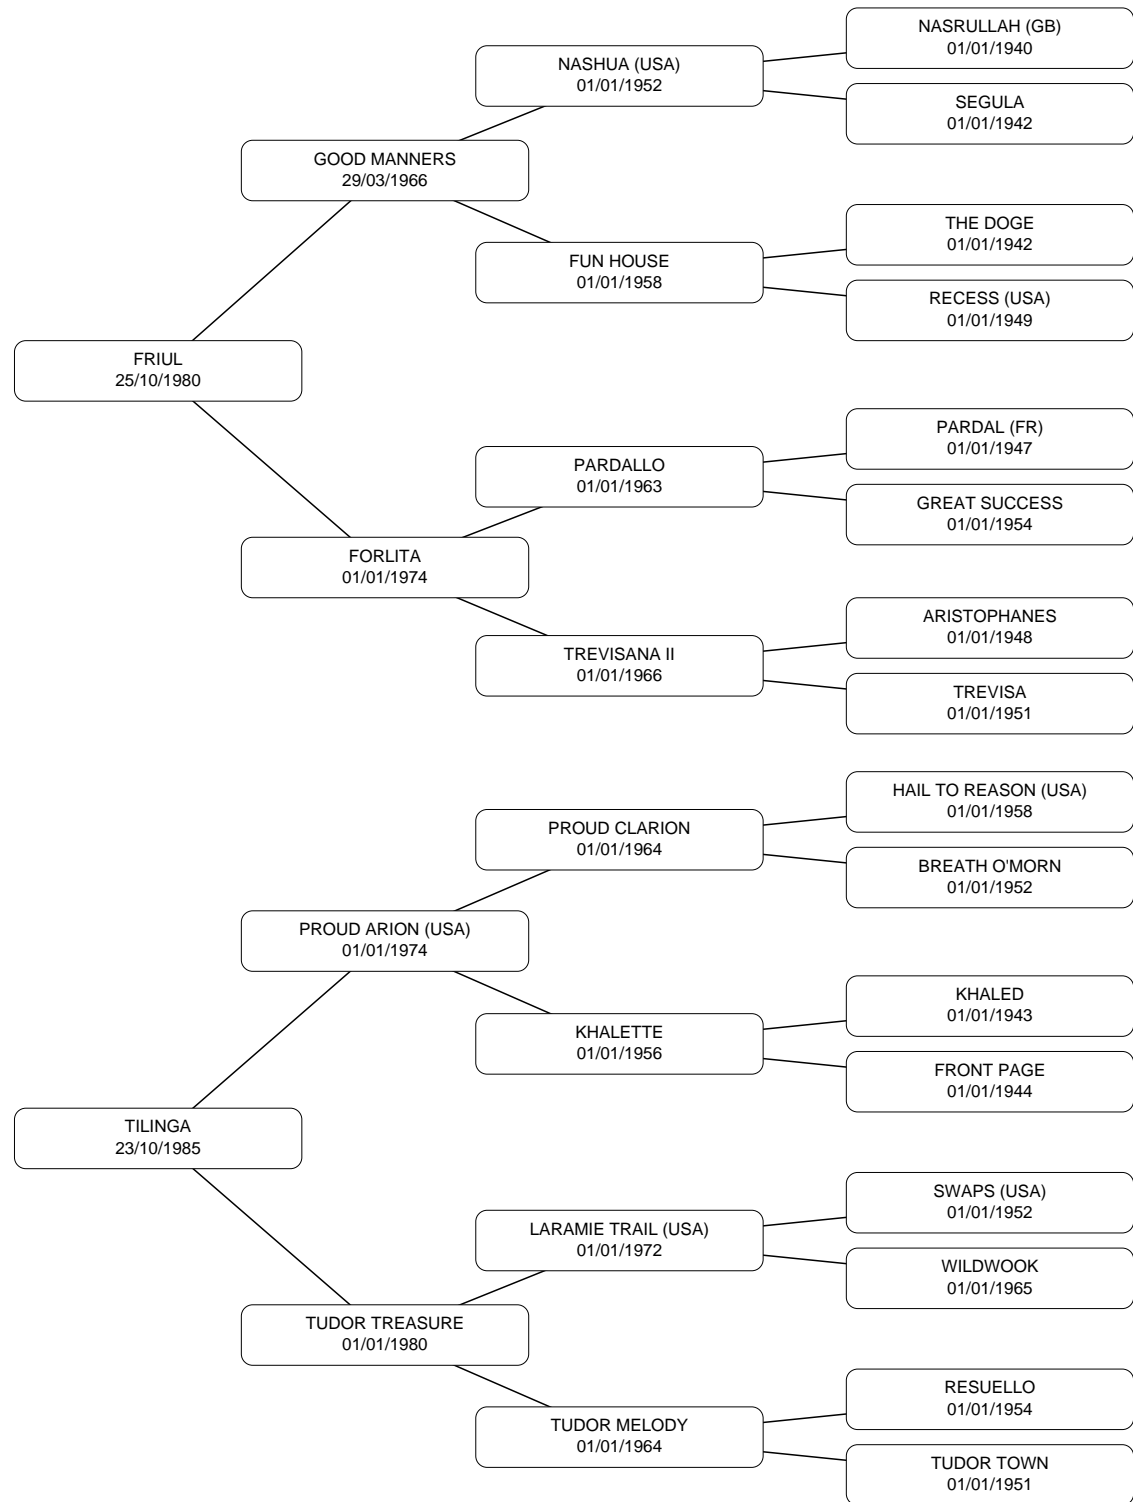 NASRULLAH (GB)
01/01/1940
NASHUA (USA)
01/01/1952
SEGULA
01/01/1942
GOOD MANNERS
29/03/1966
THE DOGE
01/01/1942
FUN HOUSE
01/01/1958
RECESS (USA)
01/01/1949
FRIUL
25/10/1980
PARDAL (FR)
01/01/1947
PARDALLO
01/01/1963
GREAT SUCCESS
01/01/1954
FORLITA
01/01/1974
ARISTOPHANES
01/01/1948
TREVISANA II
01/01/1966
TREVISA
01/01/1951
HAIL TO REASON (USA)
01/01/1958
PROUD CLARION
01/01/1964
BREATH O'MORN
01/01/1952
PROUD ARION (USA)
01/01/1974
KHALED
01/01/1943
KHALETTE
01/01/1956
FRONT PAGE
01/01/1944
TILINGA
23/10/1985
SWAPS (USA)
01/01/1952
LARAMIE TRAIL (USA)
01/01/1972
WILDWOOK
01/01/1965
TUDOR TREASURE
01/01/1980
RESUELLO
01/01/1954
TUDOR MELODY
01/01/1964
TUDOR TOWN
01/01/1951